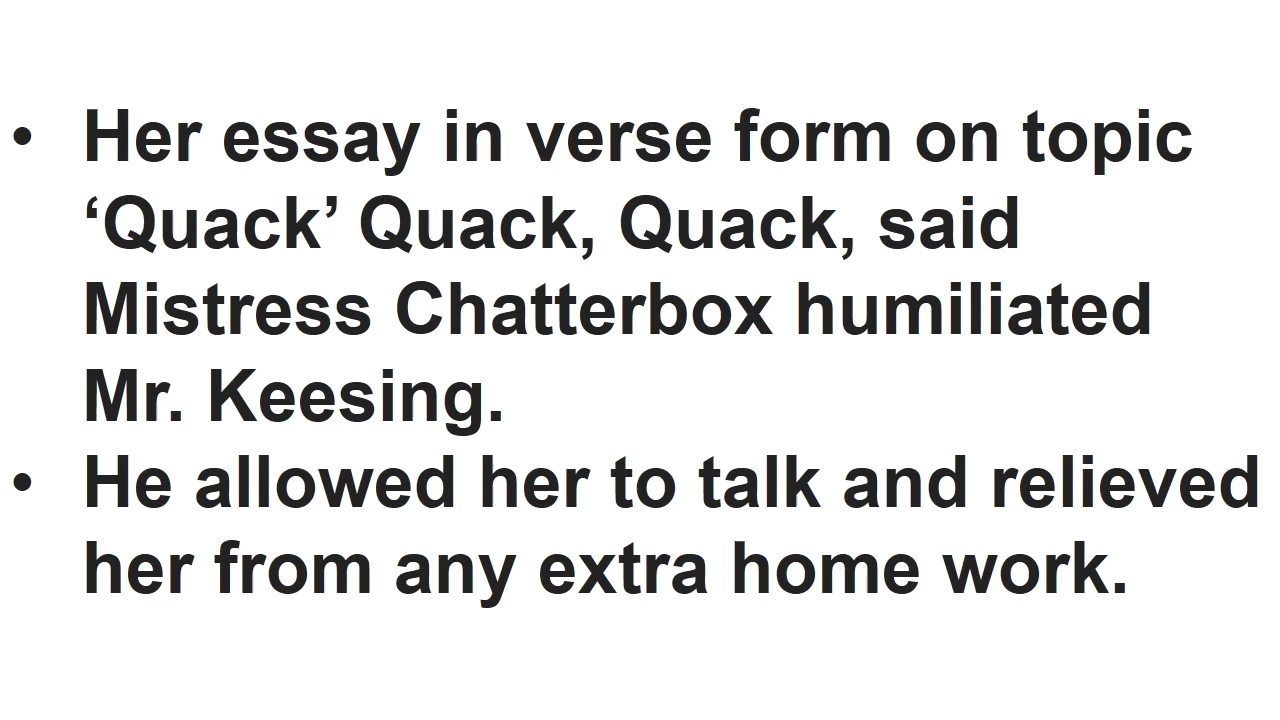 • Her essay in verse form on topic
‘Quack’ Quack, Quack, said
Mistress Chatterbox humiliated
Mr. Keesing.
• He allowed her to talk and relieved
her from any extra home work.